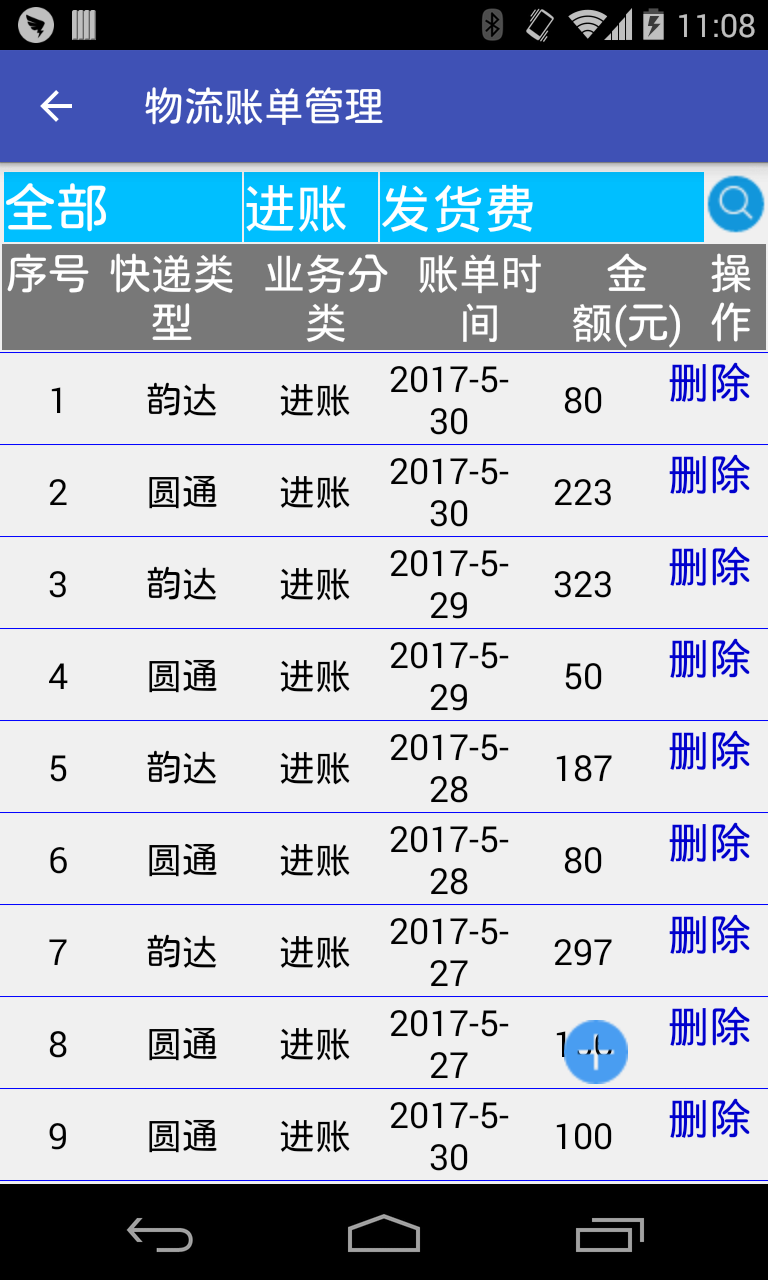 11:08
物流账单管理
全部 进账 发货费
序号 快递类型 业务分类 账单时间 金额(元) 操作
1 韵达 进账 2017-5-30 80 删除
2 圆通 进账 2017-5-30 223 删除
3 韵达 进账 2017-5-29 323 删除
4 圆通 进账 2017-5-29 50 删除
5 韵达 进账 2017-5-28 187 删除
6 圆通 进账 2017-5-28 80 删除
7 韵达 进账 2017-5-27 297 删除
8 圆通 进账 2017-5-27 删除
9 圆通 进账 2017-5-30 100 删除